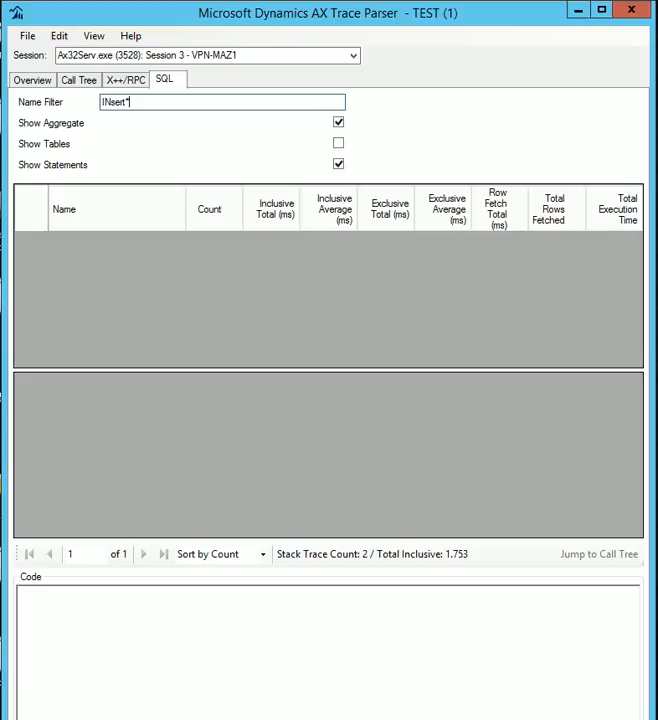 Microsoft Dynamics AX Trace Parser - TEST (1)
File Edit View Help
Session: Ax32Serv.exe (3528): Session 3 - VPN-MAZ1
Overview Call Tree X++/RPC SQL
Name Filter INsert*
Show Aggregate
Show Tables
Show Statements
Name Count Inclusive Total (ms) Inclusive Average (ms) Exclusive Total (ms) Exclusive Average (ms) Row Fetch Total (ms) Total Rows Fetched Total Execution Time
1 of 1 Sort by Count Stack Trace Count: 2 / Total Inclusive: 1.753 Jump to Call Tree
Code